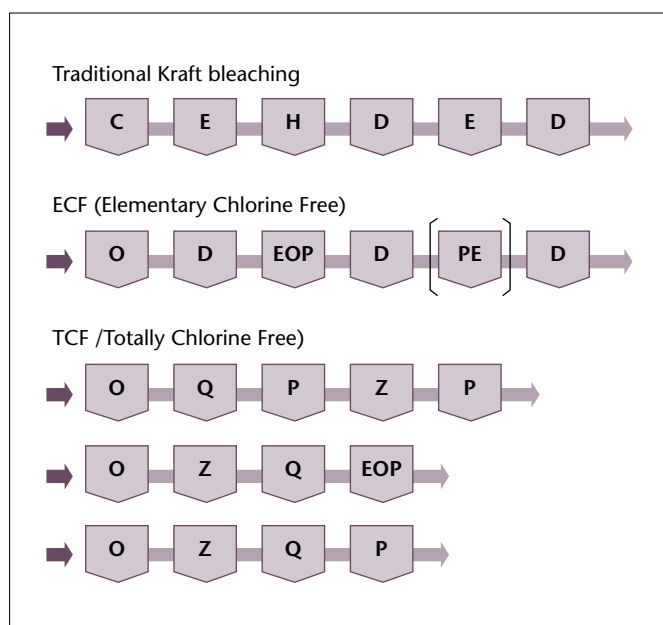 Traditional Kraft bleaching
C E H D E D
ECF (Elementary Chlorine Free)
O D EOP D (PE) D
TCF /Totally Chlorine Free)
O Q P Z P
O Z Q EOP
O Z Q P